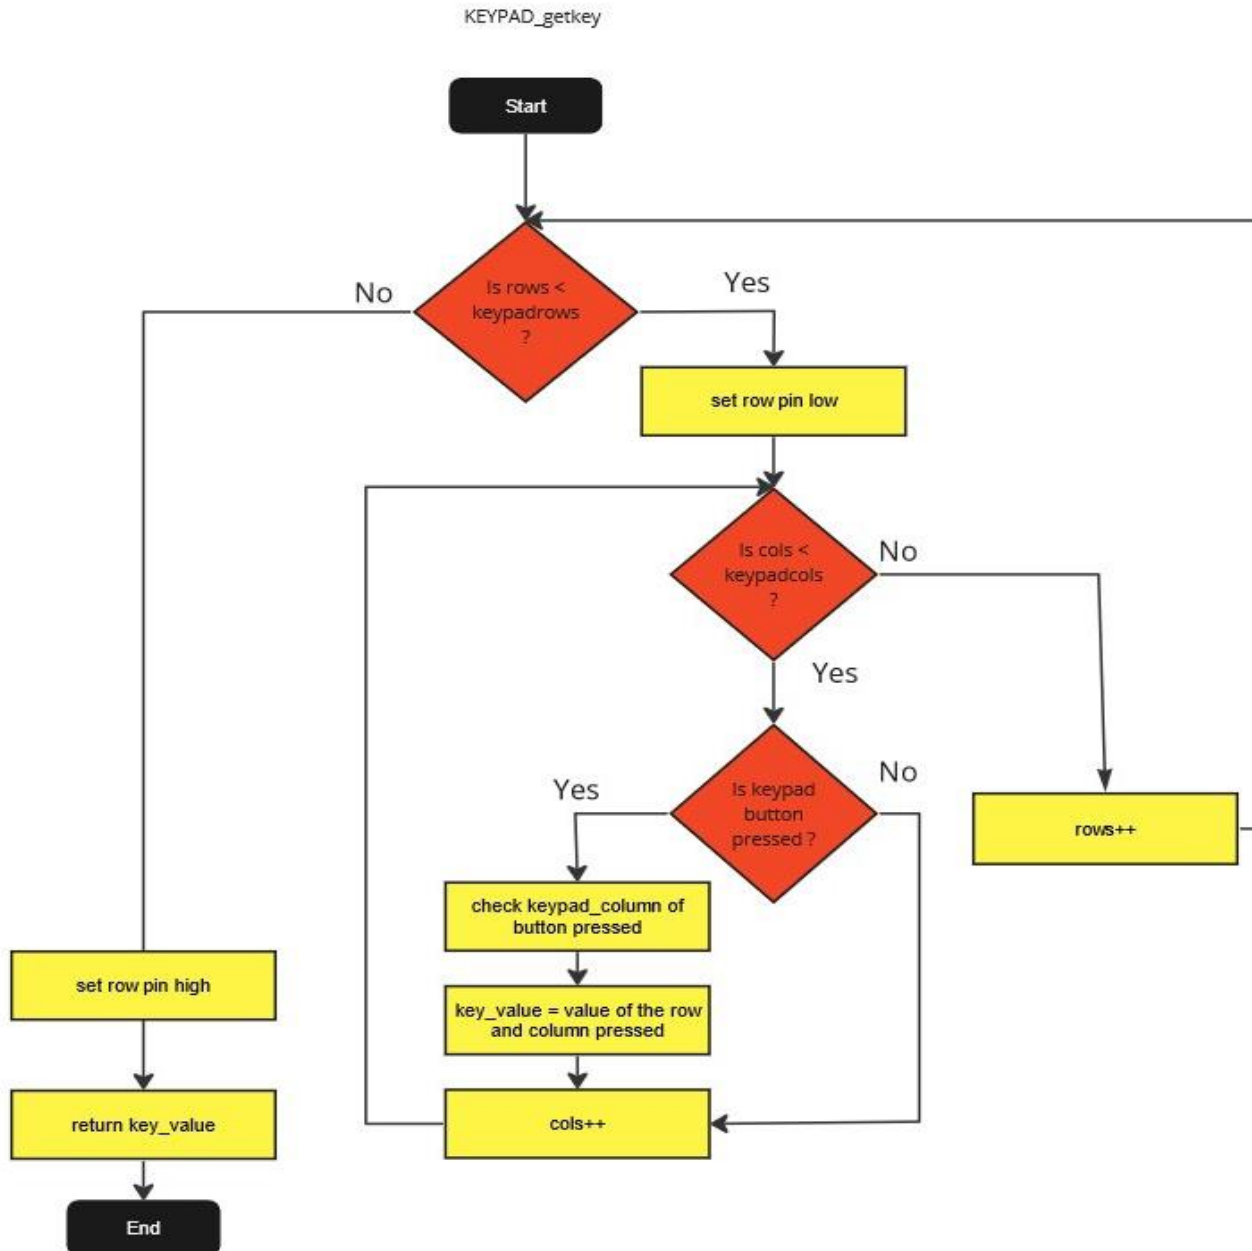 KEYPAD_getkey
Start
Is rows <
keypadrows
?
No
Yes
set row pin low
Is cols <
keypadcols
?
No
Yes
Is keypad
button
pressed ?
Yes
No
rows++
check keypad_column of
button pressed
key_value = value of the row
and column pressed
cols++
set row pin high
return key_value
End